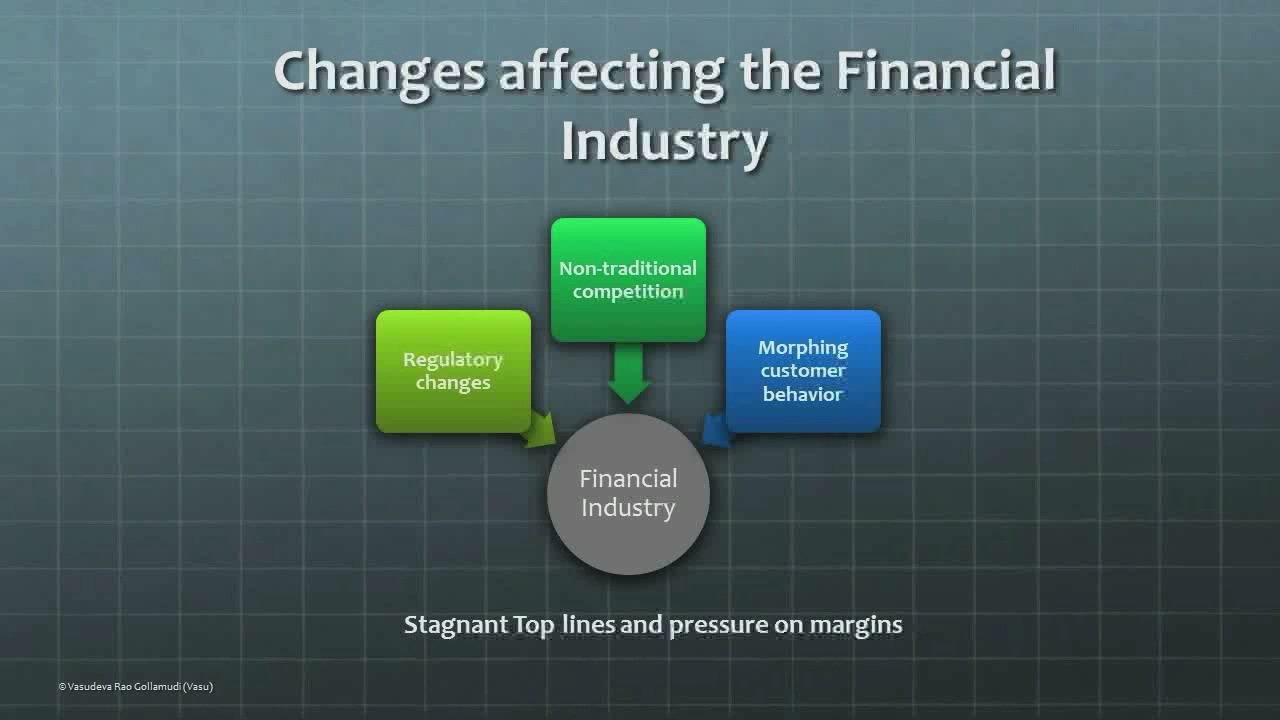 Changes affecting the Financial
Industry
Non-traditional
competition
Regulatory
changes
Morphing
customer
behavior
Financial
Industry
Stagnant Top lines and pressure on margins
© Vasudeva Rao Gollamudi (Vasu)